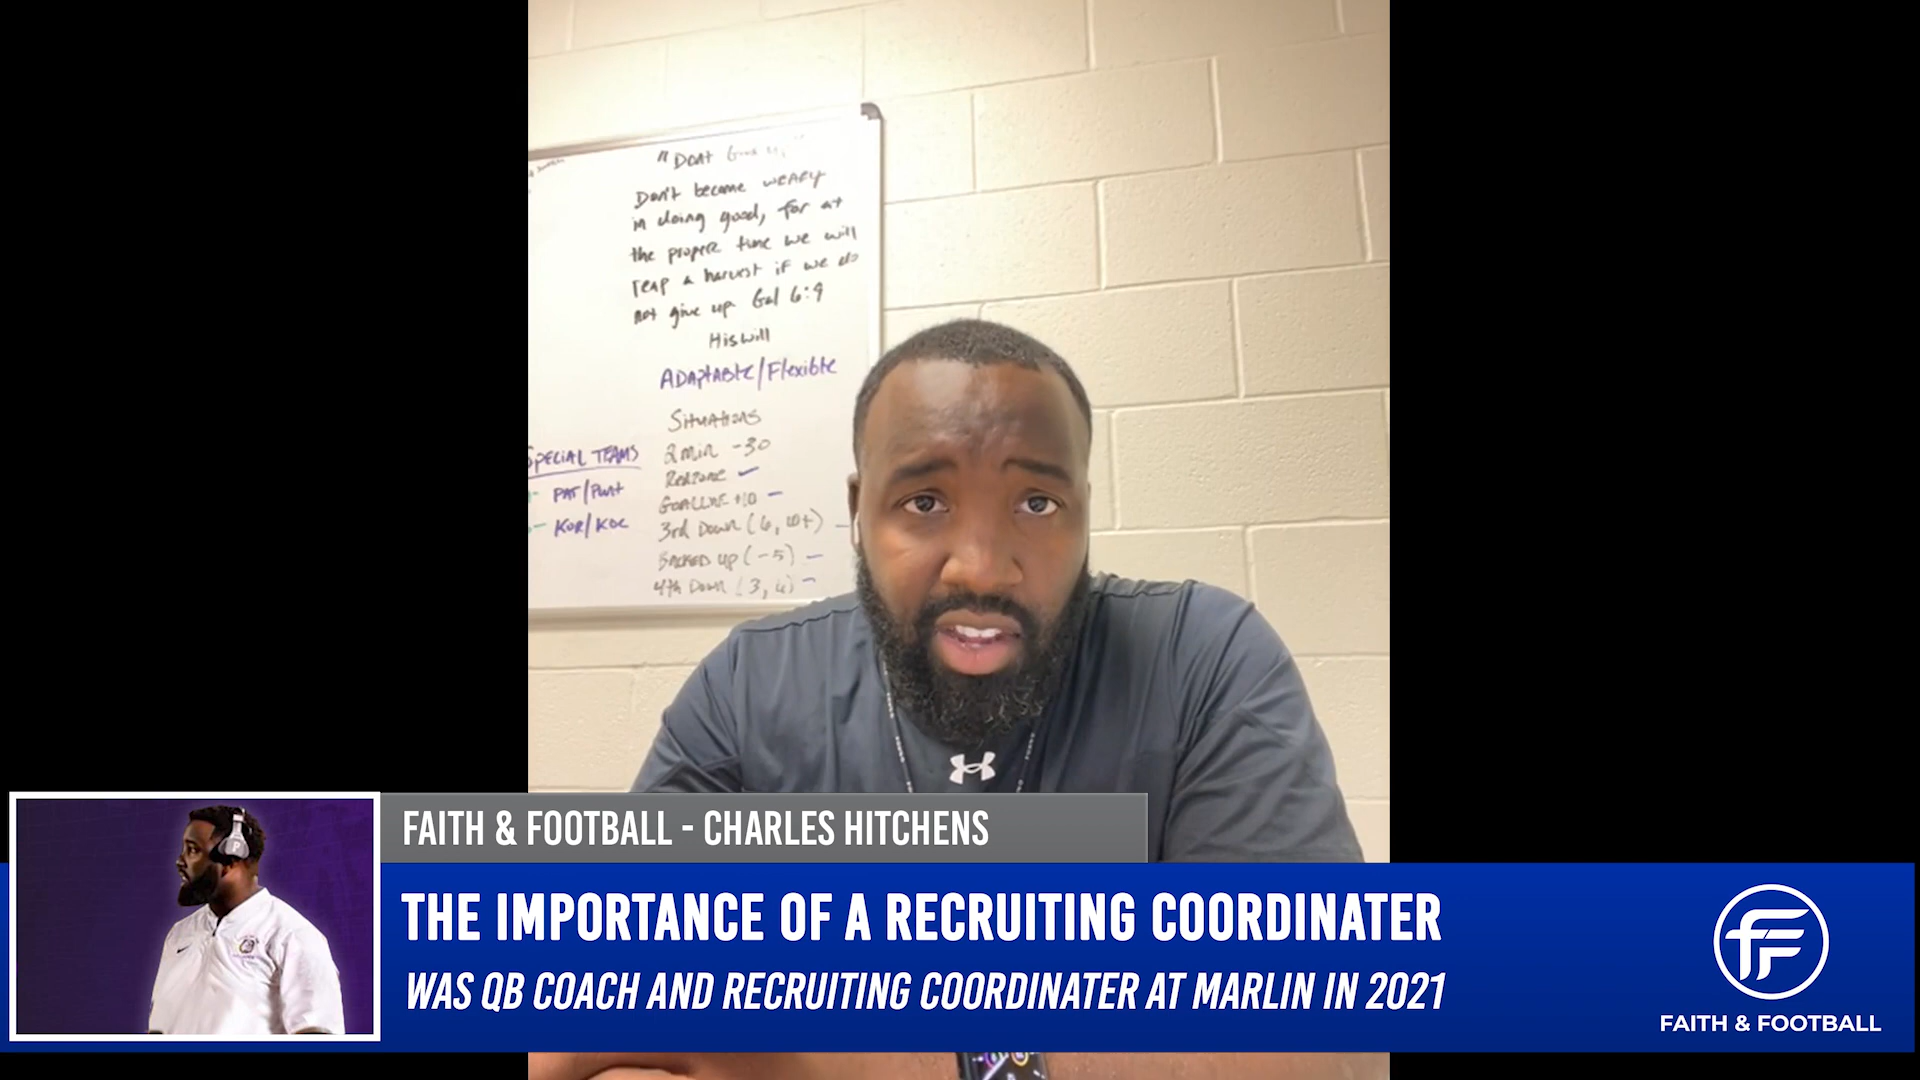 "Dont
Don't become weary
in doing good, for at
the proper time we will
reap a harvest if we do
not give up. Gal 6:9
His will
ADAptABLE/Flexible
Situations
2 min -30
Redzone
GOALLINE +10
3rd Down (6, 10+)
BACKED up (-5)
4th Down (3, 6)
SPECIAL TEAMS
PAT/Punt
KOR/KOC
FAITH & FOOTBALL - CHARLES HITCHENS
THE IMPORTANCE OF A RECRUITING COORDINATER
WAS QB COACH AND RECRUITING COORDINATER AT MARLIN IN 2021
FAITH & FOOTBALL